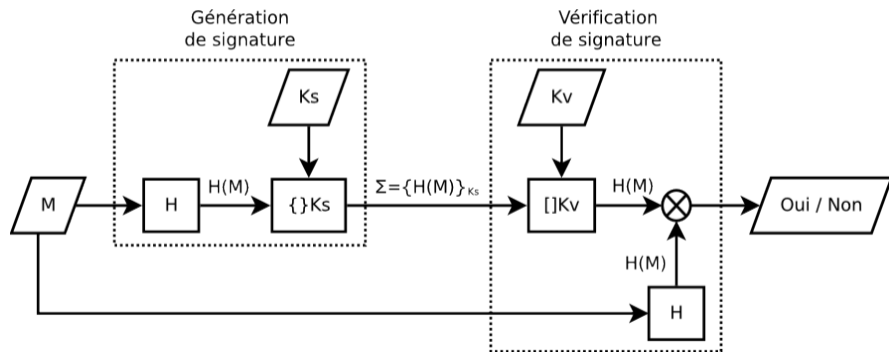 Génération
de signature
Vérification
de signature
Ks
Kv
M
H
H(M)
{}Ks
Σ={H(M)}Ks
[]Kv
H(M)
Oui / Non
H(M)
H